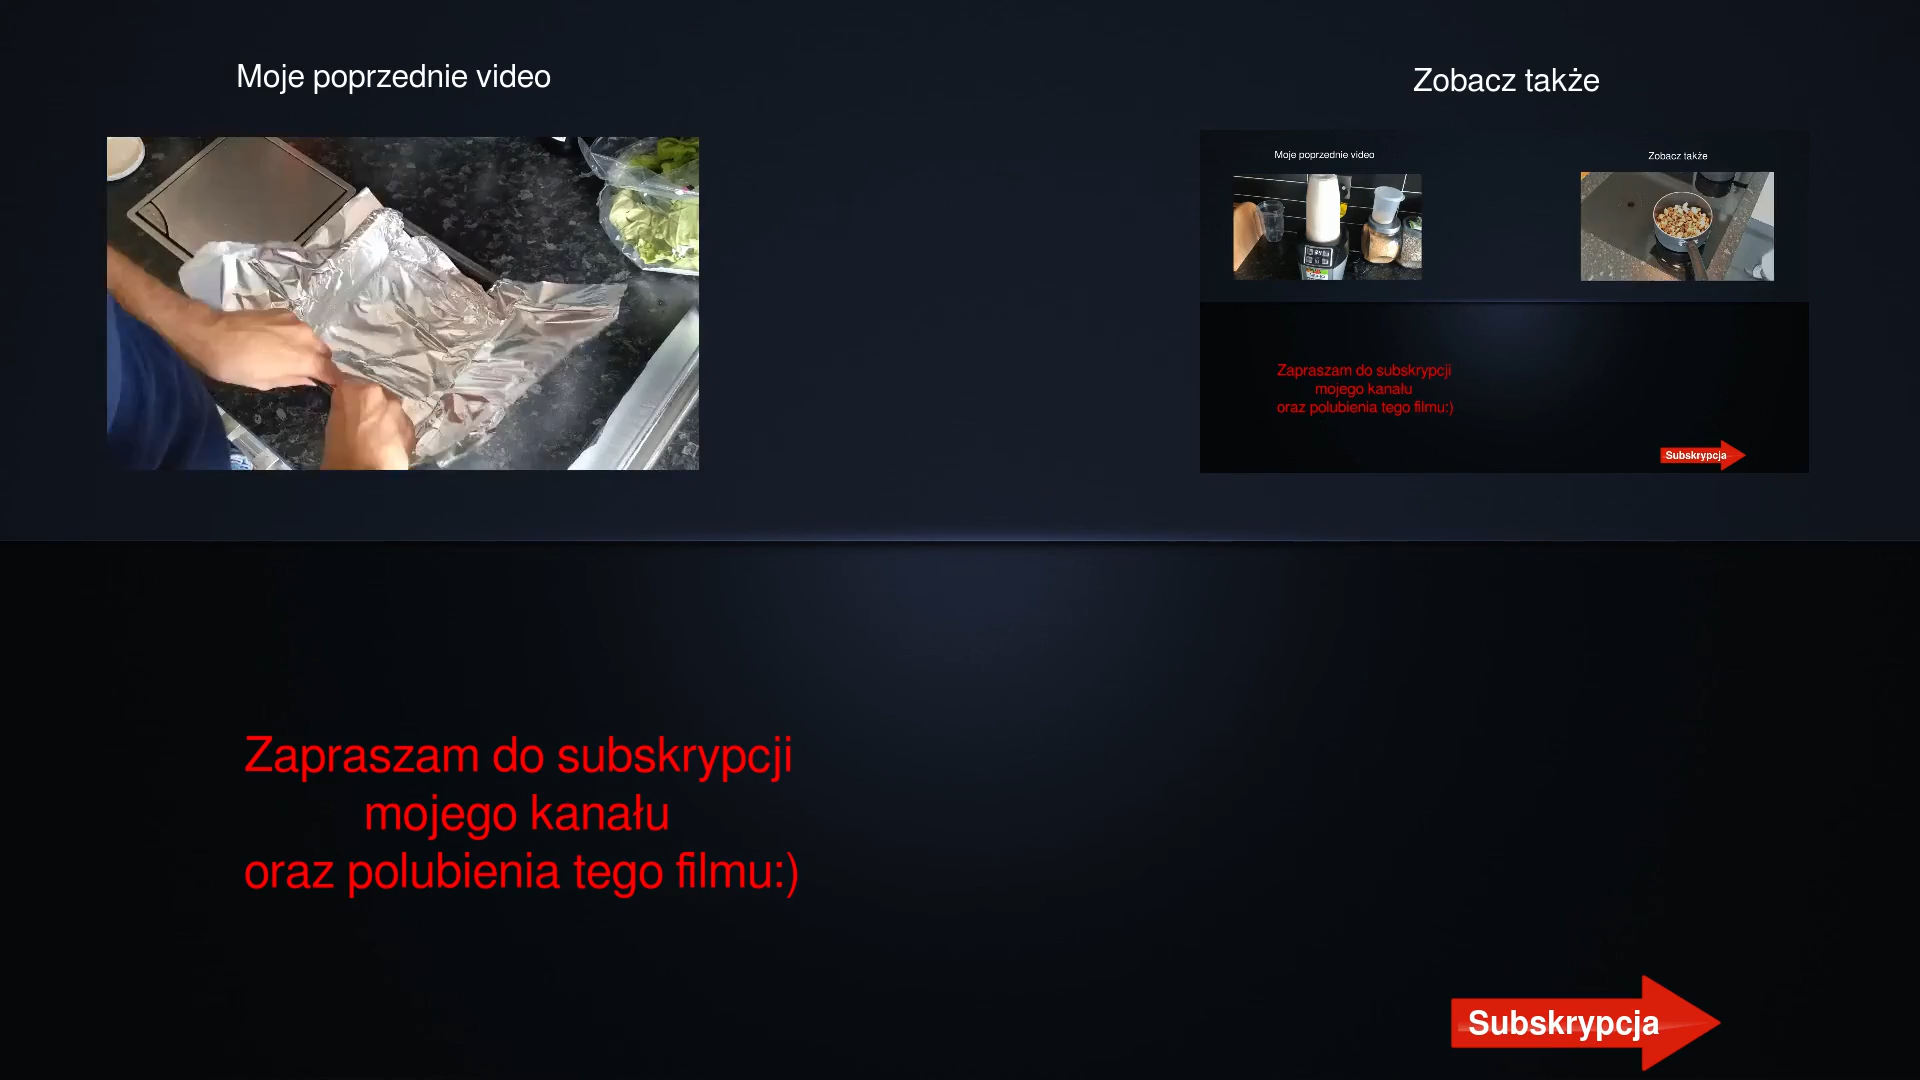 Moje poprzednie video
Zobacz także
Moje poprzednie video
Zobacz także
Zapraszam do subskrypcji
mojego kanału
oraz polubienia tego filmu:)
Subskrypcja
Zapraszam do subskrypcji
mojego kanału
oraz polubienia tego filmu:)
Subskrypcja